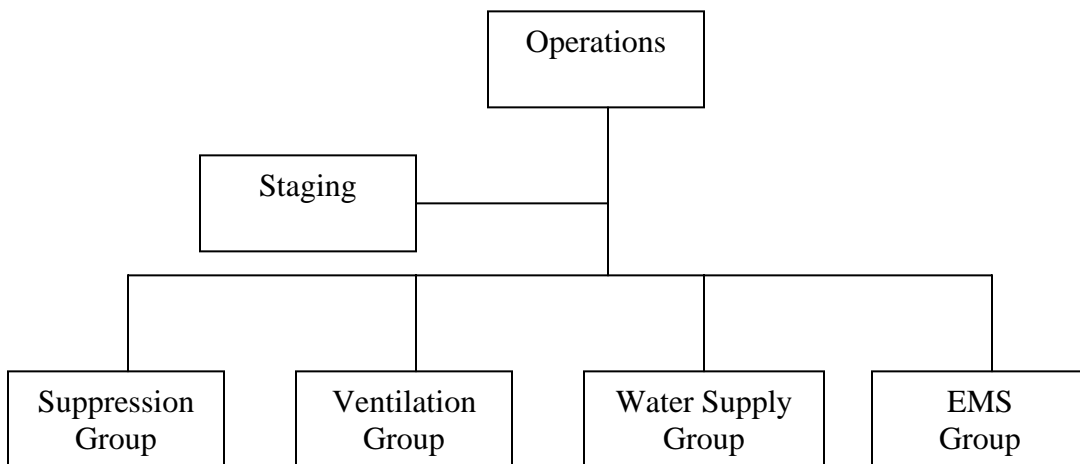 Operations
Staging
Suppression
Group
Ventilation
Group
Water Supply
Group
EMS
Group